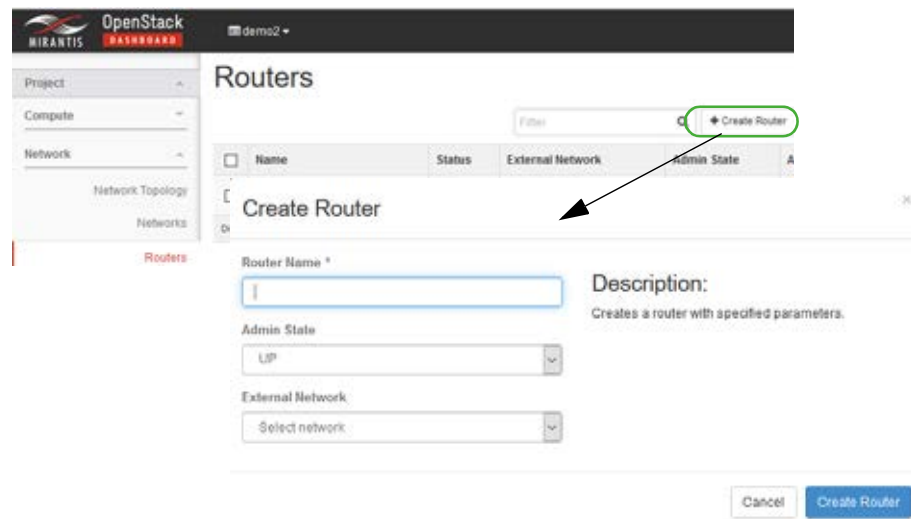 MIRANTIS
OpenStack
DASHBOARD
demo2
Project
Compute
Network
Network Topology
Networks
Routers
Routers
Filter
+ Create Router
Name Status External Network Admin State A
Create Router
×
Router Name *
Admin State
UP
External Network
Select network
Description:
Creates a router with specified parameters.
Cancel
Create Router